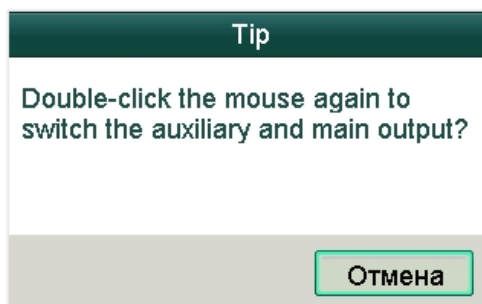 Tip
Double-click the mouse again to
switch the auxiliary and main output?
Отмена